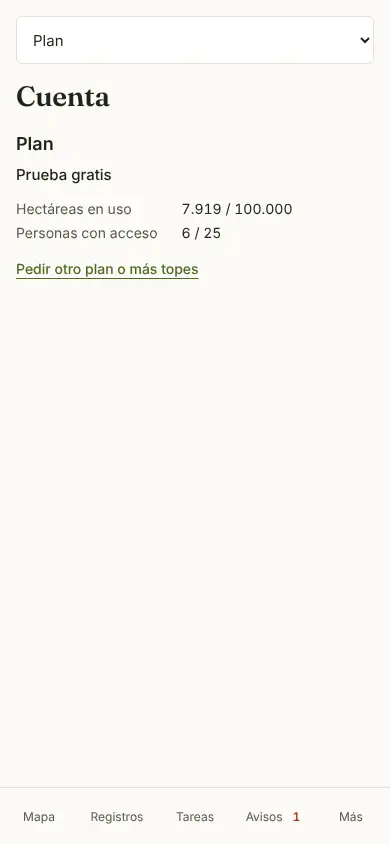 Plan
Cuenta
Plan
Prueba gratis
Hectáreas en uso 7.919 / 100.000
Personas con acceso 6 / 25
Pedir otro plan o más topes
Mapa Registros Tareas Avisos 1 Más